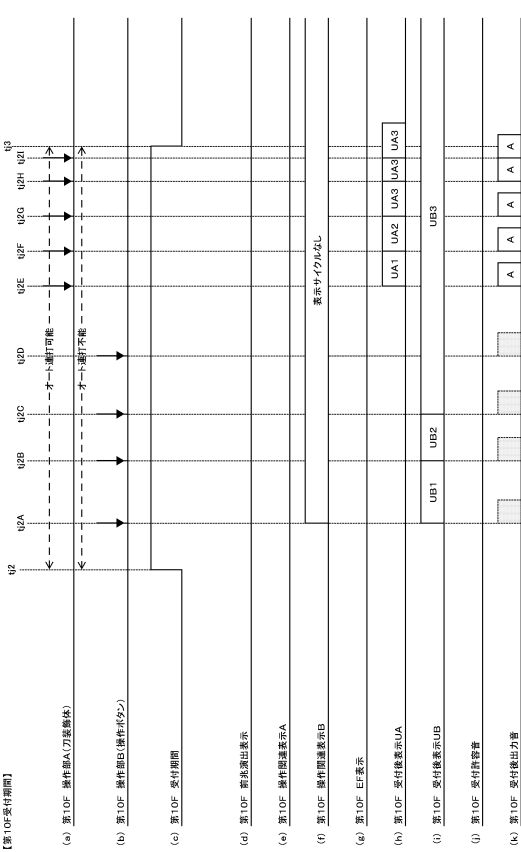 【第10F受付期間】
tj2
tj2A
tj2B
tj2C
tj2D
tj2E
tj2F
tj2G
tj2H
tj2I
tj3
(a) 第10F 操作部A(刀装飾体)
オート連打可能
(b) 第10F 操作部B(操作ボタン)
オート連打不能
(c) 第10F 受付期間
(d) 第10F 前兆演出表示
(e) 第10F 操作関連表示A
(f) 第10F 操作関連表示B
表示サイクルなし
(g) 第10F EF表示
(h) 第10F 受付後表示UA
UA1
UA2
UA3
UA3
UA3
(i) 第10F 受付後表示UB
UB1
UB2
UB3
(j) 第10F 受付許容音
(k) 第10F 受付後出力音
A
A
A
A
A